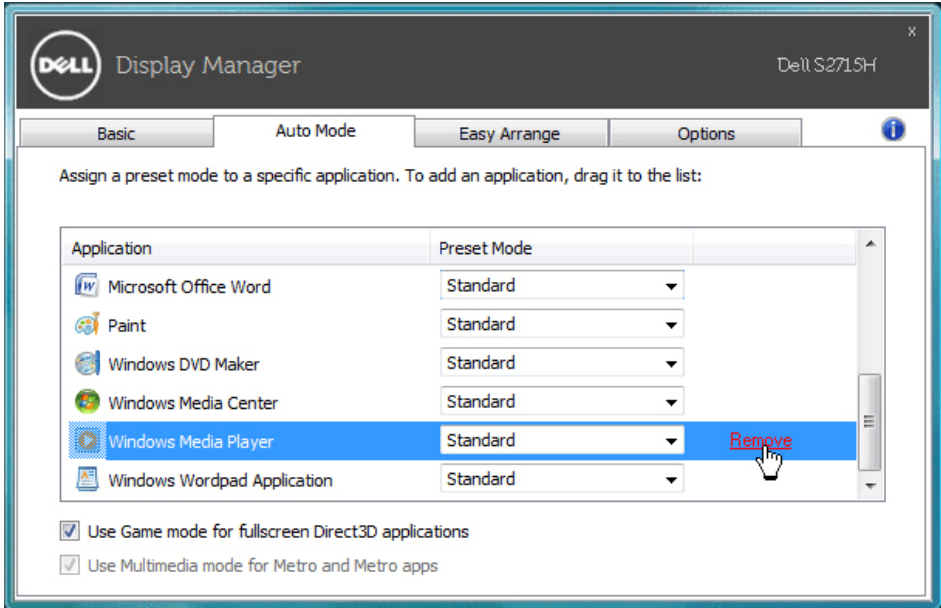 x
DELL Display Manager Dell S2715H
Basic Auto Mode Easy Arrange Options i
Assign a preset mode to a specific application. To add an application, drag it to the list:
Application Preset Mode
Microsoft Office Word Standard
Paint Standard
Windows DVD Maker Standard
Windows Media Center Standard
Windows Media Player Standard Remove
Windows Wordpad Application Standard
Use Game mode for fullscreen Direct3D applications
Use Multimedia mode for Metro and Metro apps